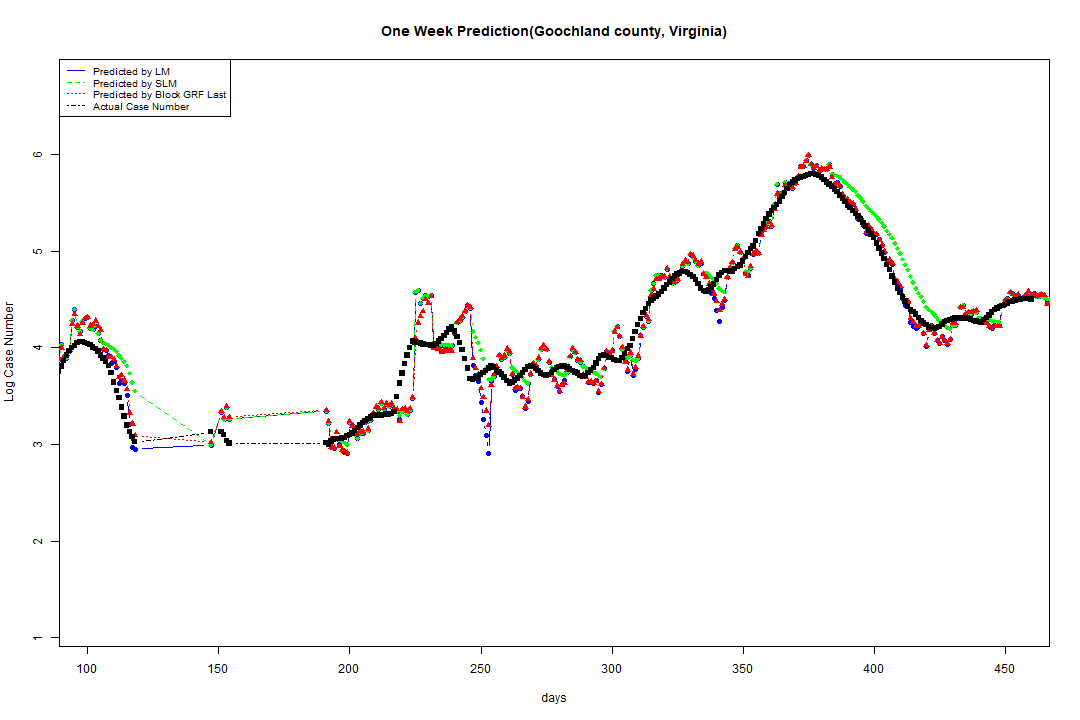 One Week Prediction(Goochland county, Virginia)
Predicted by LM
Predicted by SLM
Predicted by Block GRF Last
Actual Case Number
6
5
4
3
2
1
Log Case Number
100 150 200 250 300 350 400 450
days